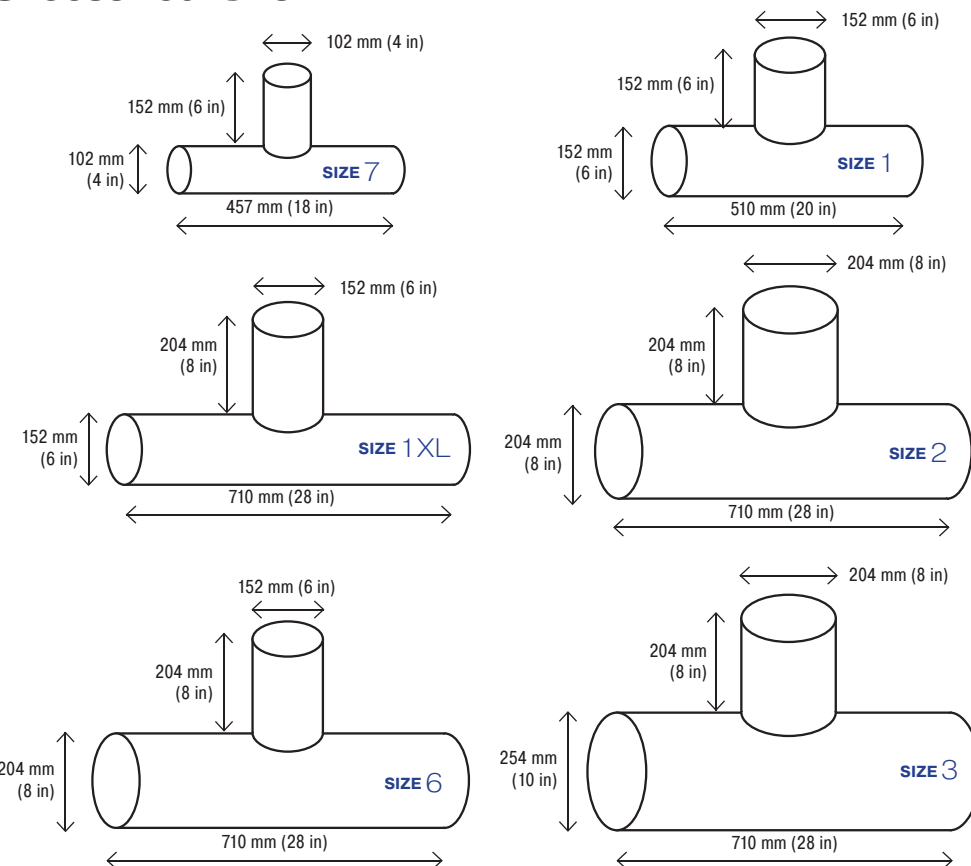 102 mm (4 in)
152 mm (6 in)
102 mm
(4 in)
SIZE 7
457 mm (18 in)
152 mm (6 in)
152 mm (6 in)
152 mm
(6 in)
SIZE 1
510 mm (20 in)
152 mm (6 in)
204 mm
(8 in)
152 mm
(6 in)
SIZE 1XL
710 mm (28 in)
204 mm (8 in)
204 mm
(8 in)
204 mm
(8 in)
SIZE 2
710 mm (28 in)
152 mm (6 in)
204 mm
(8 in)
204 mm
(8 in)
SIZE 6
710 mm (28 in)
204 mm (8 in)
204 mm
(8 in)
254 mm
(10 in)
SIZE 3
710 mm (28 in)